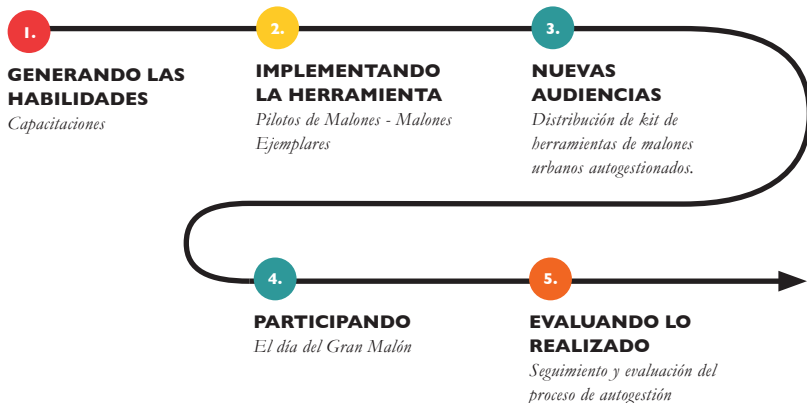 1.
GENERANDO LAS
HABILIDADES
Capacitaciones
2.
IMPLEMENTANDO
LA HERRAMIENTA
Pilotos de Malones - Malones
Ejemplares
3.
NUEVAS
AUDIENCIAS
Distribución de kit de
herramientas de malones
urbanos autogestionados.
4.
PARTICIPANDO
El día del Gran Malón
5.
EVALUANDO LO
REALIZADO
Seguimiento y evaluación del
proceso de autogestión